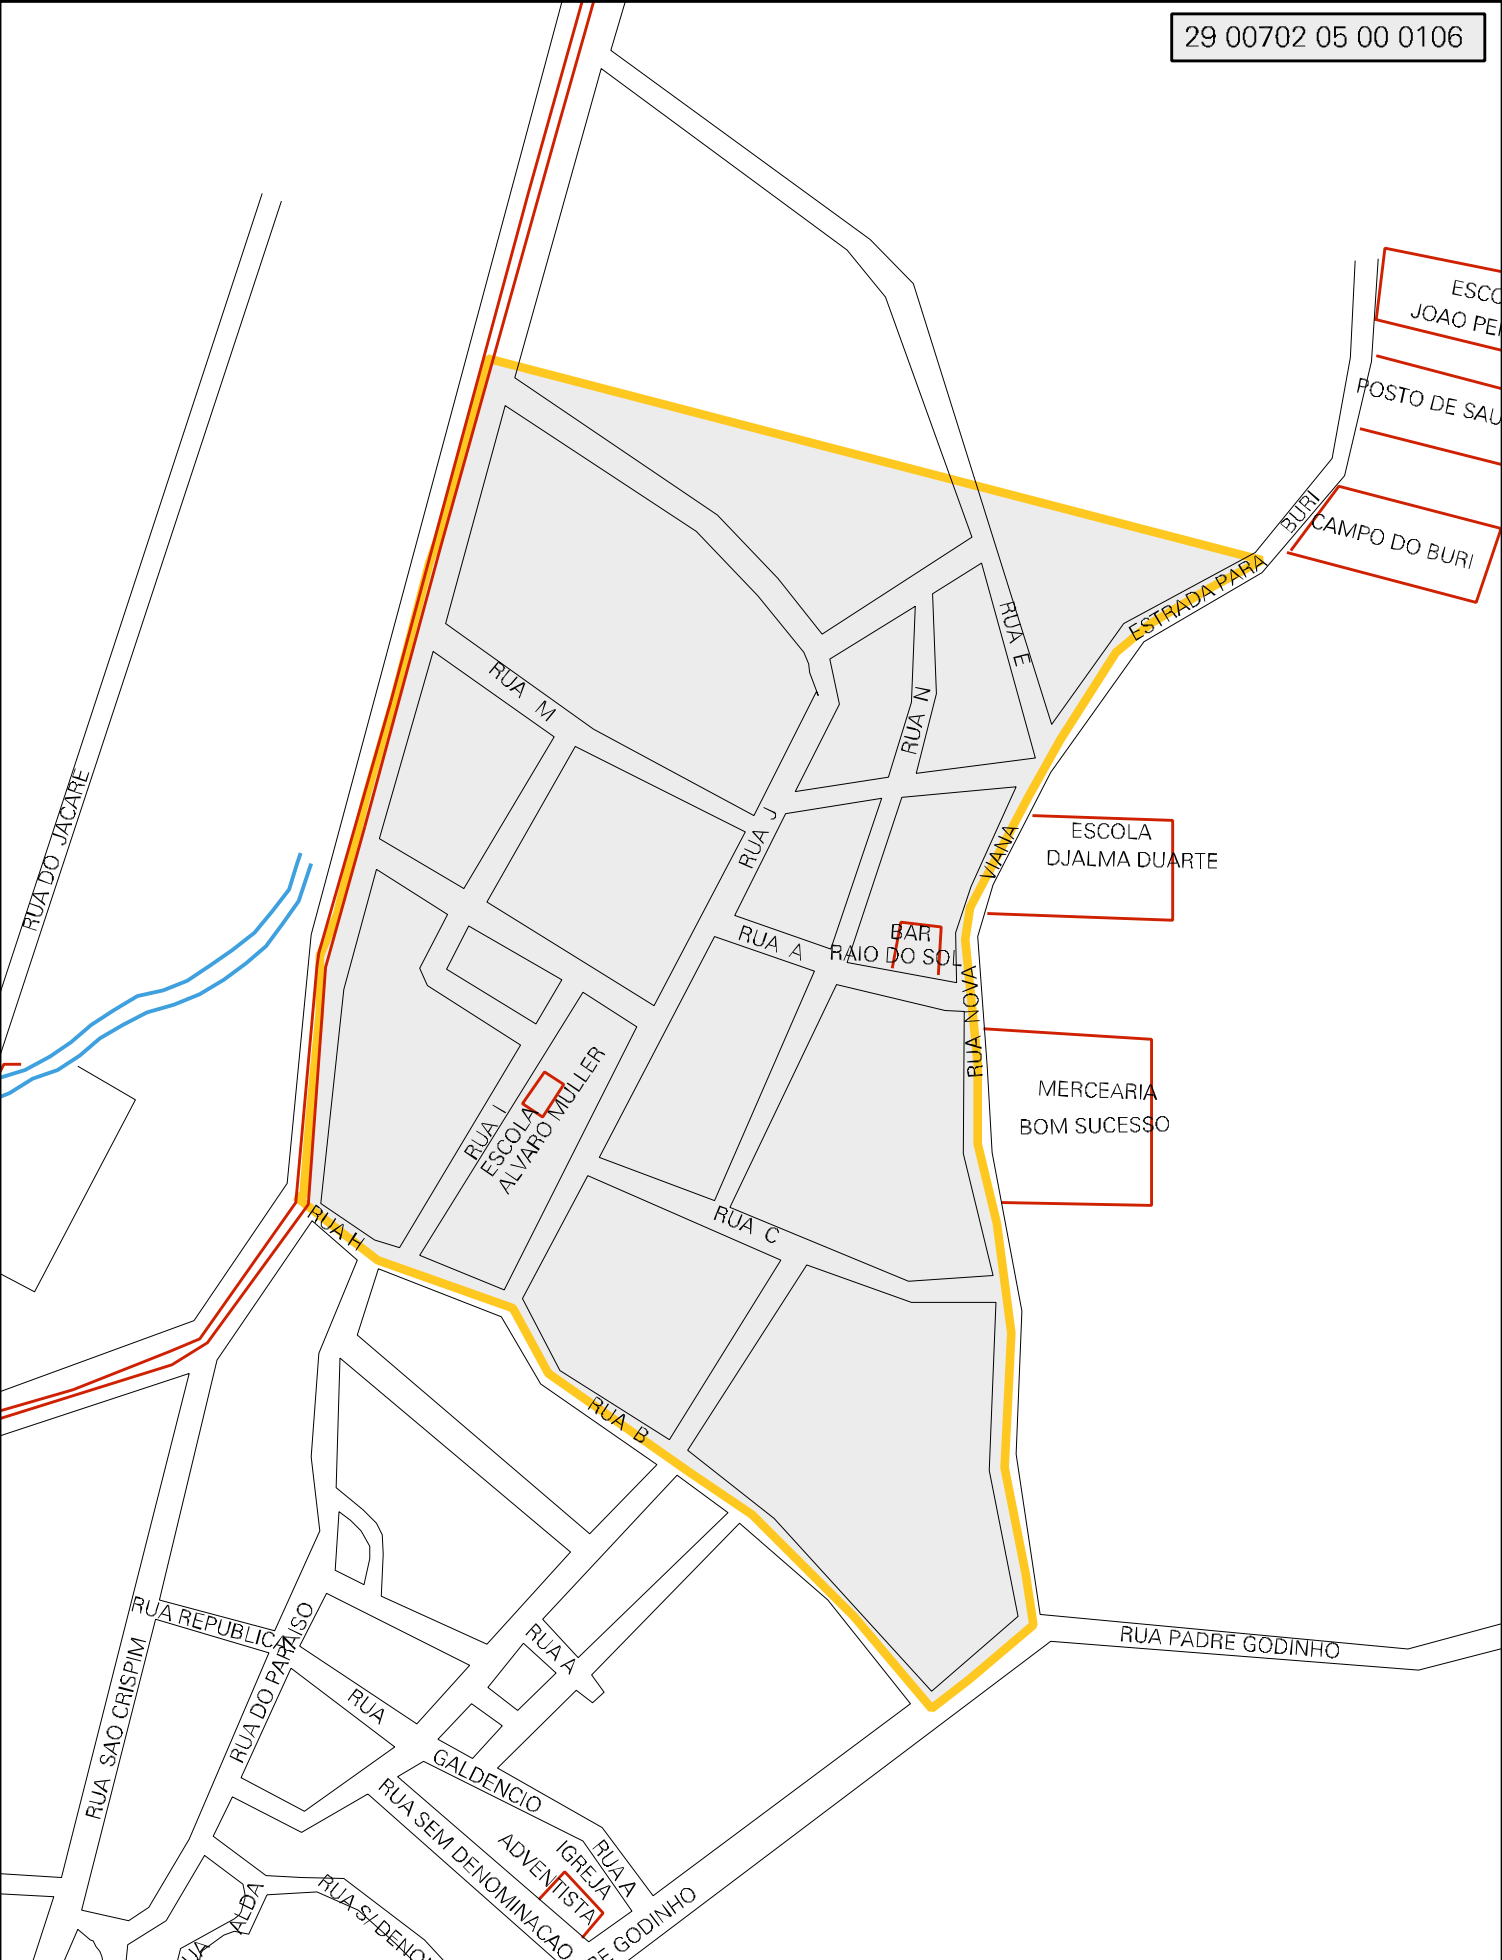 29 00702 05 00 0106
JOAO
POSTO DE
CAMPO DO BURI
BURI
ESTRADA PARA
RUA E
RUA N
RUA M
RUA J
VIANA
ESCOLA
DJALMA DUARTE
RUA DO JACARE
BAR
RAIO DO SOL
RUA A
RUA NOVA
MERCEARIA
BOM SUCESSO
RUA I
ESCOLA
ALVARO MULLER
RUA H
RUA C
RUA B
RUA PADRE GODINHO
RUA REPUBLICA
RUA DO PARAISO
RUA SAO CRISPIM
RUA A
RUA
GALDENCIO
RUA A
RUA SEM DENOMINACAO
IGREJA
ADVENTISTA
GODINHO
ALDA
RUA S/